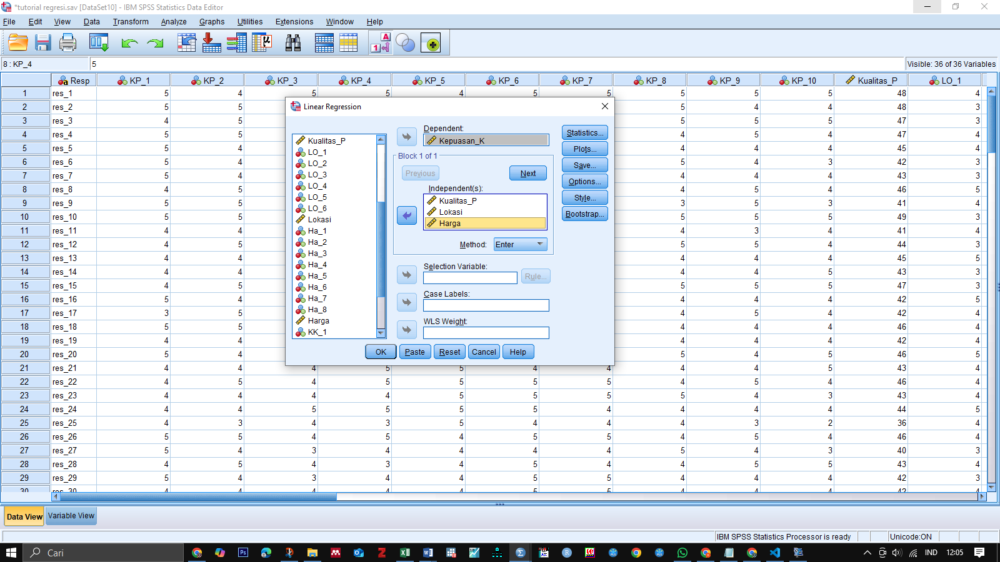 *tutorial regresi.sav [DataSet10] - IBM SPSS Statistics Data Editor
File Edit View Data Transform Analyze Graphs Utilities Extensions Window Help
8 : KP_4 5 Visible: 36 of 36 Variables
Resp KP_1 KP_2 KP_3 KP_4 KP_5 KP_6 KP_7 KP_8 KP_9 KP_10 Kualitas_P LO_1
1 res_1 5 4 5 5 4 5 5 5 5 5 48 4
2 res_2 5 5 5 4 4 48 3
3 res_3 4 5 5 5 5 47 3
4 res_4 5 5 4 5 4 47 4
5 res_5 5 4 4 4 4 45 4
6 res_6 5 5 5 4 3 42 3
7 res_7 5 4 4 4 4 43 4
8 res_8 4 5 4 5 4 46 5
9 res_9 5 5 3 5 3 41 4
10 res_10 5 5 5 5 5 49 3
11 res_11 4 4 4 3 4 41 4
12 res_12 4 5 5 5 4 44 3
13 res_13 4 4 4 4 4 45 5
14 res_14 4 4 4 4 5 43 3
15 res_15 4 5 5 5 5 47 3
16 res_16 5 4 4 4 4 42 5
17 res_17 3 5 4 5 4 42 4
18 res_18 5 5 4 4 4 46 4
19 res_19 4 4 4 4 4 42 4
20 res_20 5 4 5 4 5 46 5
21 res_21 4 4 4 5 5 4 4 4 4 5 43 4
22 res_22 4 5 4 5 5 5 5 4 5 4 46 4
23 res_23 4 4 4 4 5 5 5 5 4 3 43 4
24 res_24 4 4 5 5 5 5 4 4 4 4 44 5
25 res_25 4 3 4 3 5 4 4 4 3 2 36 4
26 res_26 5 5 4 5 4 5 5 4 5 4 46 4
27 res_27 5 4 3 4 4 4 4 5 4 3 40 3
28 res_28 4 5 4 3 4 5 4 4 5 5 43 4
29 res_29 5 4 3 4 4 5 5 4 4 4 42 3
30 res_30 4 4 4 4 4 5 5 4 4 4 42 4
Linear Regression
Kualitas_P
LO_1
LO_2
LO_3
LO_4
LO_5
LO_6
Lokasi
Ha_1
Ha_2
Ha_3
Ha_4
Ha_5
Ha_6
Ha_7
Ha_8
Harga
KK_1
Dependent:
Kepuasan_K
Block 1 of 1
Previous
Next
Independent(s):
Kualitas_P
Lokasi
Harga
Method: Enter
Selection Variable:
Rule...
Case Labels:
WLS Weight:
Statistics...
Plots...
Save...
Options...
Style...
Bootstrap...
OK Paste Reset Cancel Help
Data View Variable View
IBM SPSS Statistics Processor is ready Unicode:ON
Cari IND 12:05